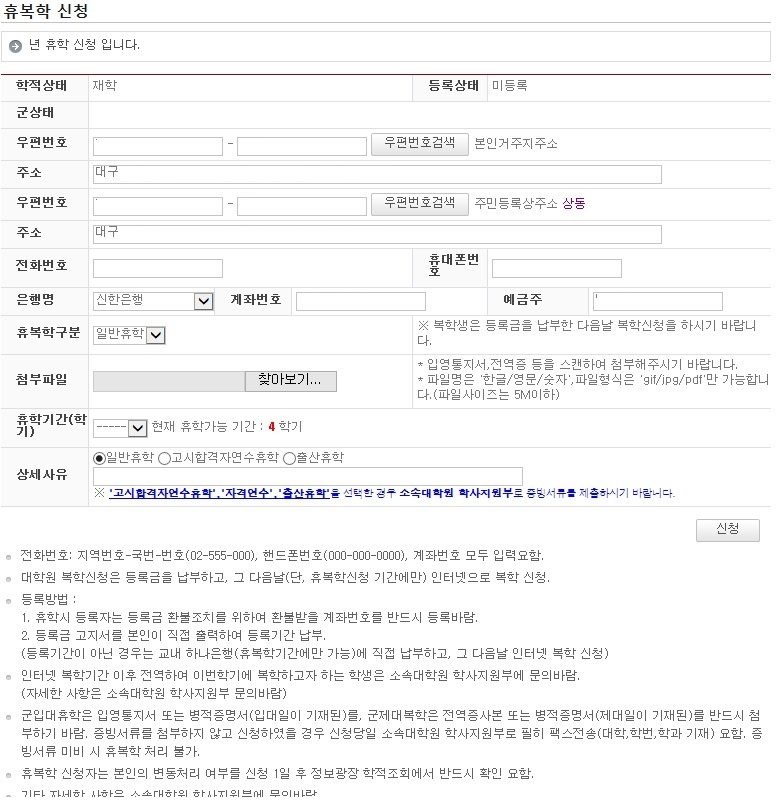 휴복학 신청
년 휴학 신청 입니다.
학적상태 재학 등록상태 미등록
군상태
우편번호 - 우편번호검색 본인거주지주소
주소 대구
우편번호 - 우편번호검색 주민등록상주소 상동
주소 대구
전화번호 휴대폰번호
은행명 신한은행 계좌번호 예금주
휴복학구분 일반휴학 ※ 복학생은 등록금을 납부한 다음날 복학신청을 하시기 바랍니다.
첨부파일 찾아보기... * 입영통지서,전역증 등을 스캔하여 첨부해주시기 바랍니다.
* 파일명은 '한글/영문/숫자',파일형식은 'gif/jpg/pdf'만 가능합니다.(파일사이즈는 5M이하)
휴학기간(학기) ----- 현재 휴학가능 기간 : 4 학기
상세사유 일반휴학 고시합격자연수휴학 출산휴학
※ '고시합격자연수휴학','자격연수','출산휴학'을 선택한 경우 소속대학원 학사지원부로 증빙서류를 제출하시기 바랍니다.
신청
전화번호: 지역번호-국번-번호(02-555-000), 핸드폰번호(000-000-0000), 계좌번호 모두 입력요함.
대학원 복학신청은 등록금을 납부하고, 그 다음날(단, 휴복학신청 기간에만) 인터넷으로 복학 신청.
등록방법 :
1. 휴학시 등록자는 등록금 환불조치를 위하여 환불받을 계좌번호를 반드시 등록바람.
2. 등록금 고지서를 본인이 직접 출력하여 등록기간 납부.
(등록기간이 아닌 경우는 교내 하나은행(휴복학기간에만 가능)에 직접 납부하고, 그 다음날 인터넷 복학 신청)
인터넷 복학기간 이후 전역하여 이번학기에 복학하고자 하는 학생은 소속대학원 학사지원부에 문의바람.
(자세한 사항은 소속대학원 학사지원부 문의바람)
군입대휴학은 입영통지서 또는 병적증명서(입대일이 기재된)를, 군제대복학은 전역증사본 또는 병적증명서(제대일이 기재된)를 반드시 첨
부하기 바람. 증빙서류를 첨부하지 않고 신청하였을 경우 신청당일 소속대학원 학사지원부로 필히 팩스전송(대학,학번,학과 기재) 요함. 증
빙서류 미비 시 휴복학 처리 불가.
휴복학 신청자는 본인의 변동처리 여부를 신청 1일 후 정보광장 학적조회에서 반드시 확인 요함.
기타 자세한 사항은 소속대학원 학사지원부에 문의바람